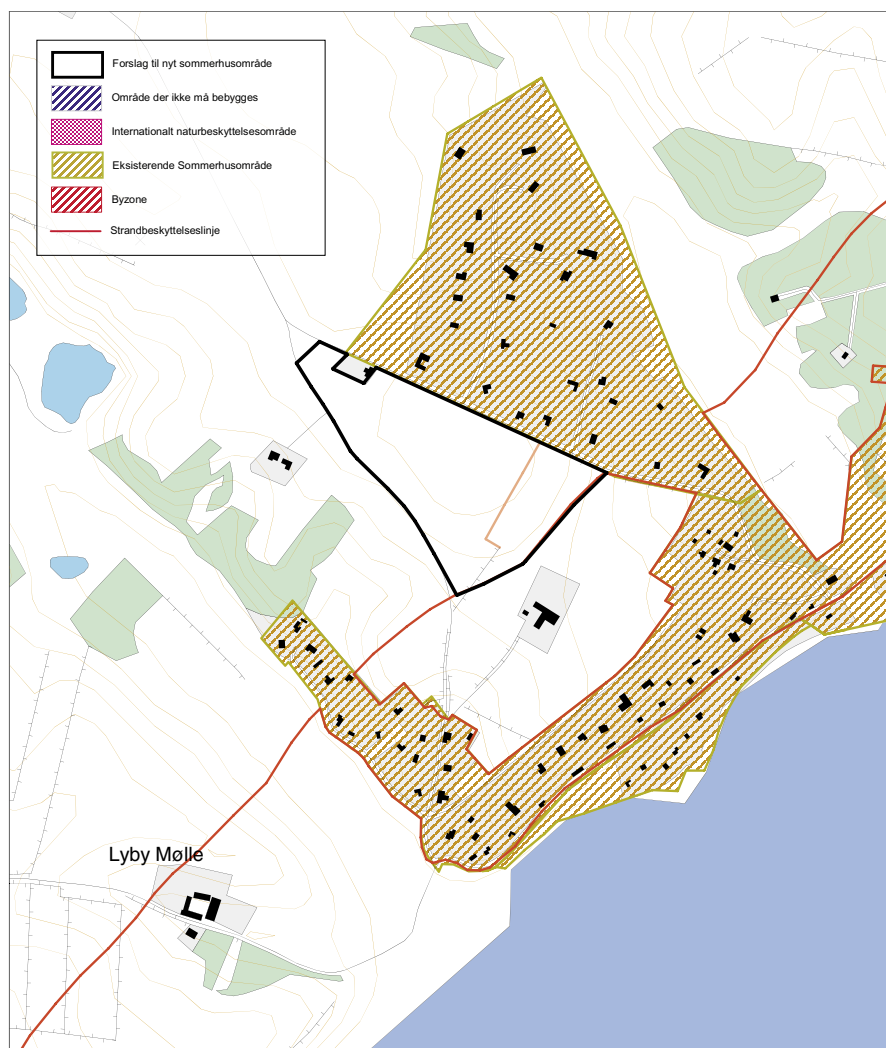 Forslag til nyt sommerhusområde
Område der ikke må bebygges
Internationalt naturbeskyttelsesområde
Eksisterende Sommerhusområde
Byzone
Strandbeskyttelseslinje
Lyby Mølle